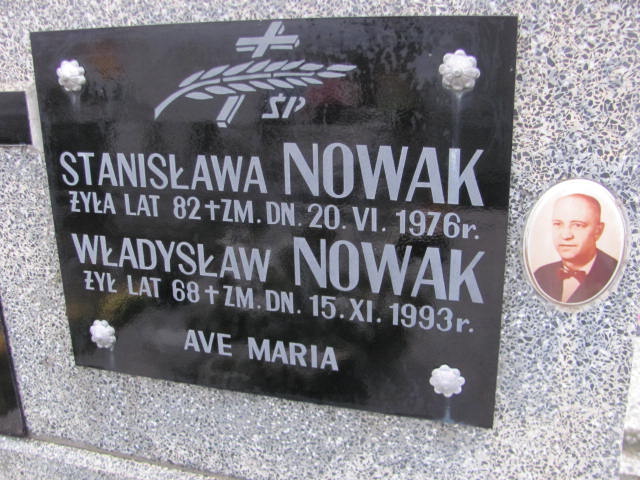 ŚP
STANISŁAWA NOWAK
ŻYŁA LAT 82 + ZM. DN. 20. VI. 1976r.
WŁADYSŁAW NOWAK
ŻYŁ LAT 68 + ZM. DN. 15. XI. 1993r.
AVE MARIA